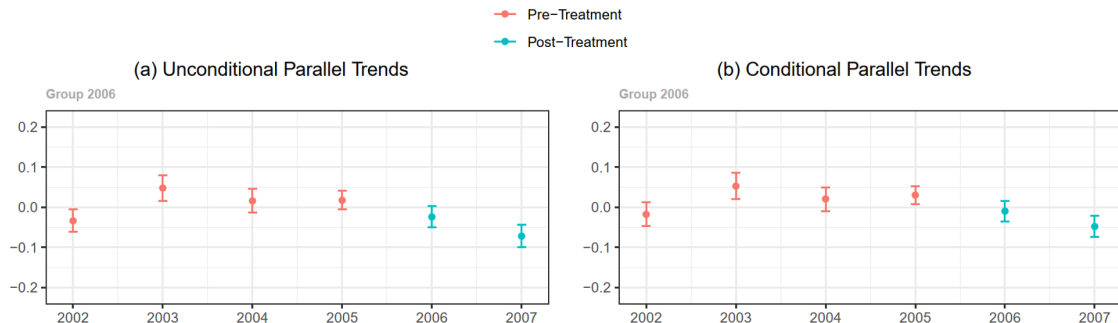 Pre−Treatment
Post−Treatment
(a) Unconditional Parallel Trends
Group 2006
0.2
0.1
0.0
−0.1
−0.2
2002 2003 2004 2005 2006 2007
(b) Conditional Parallel Trends
Group 2006
0.2
0.1
0.0
−0.1
−0.2
2002 2003 2004 2005 2006 2007